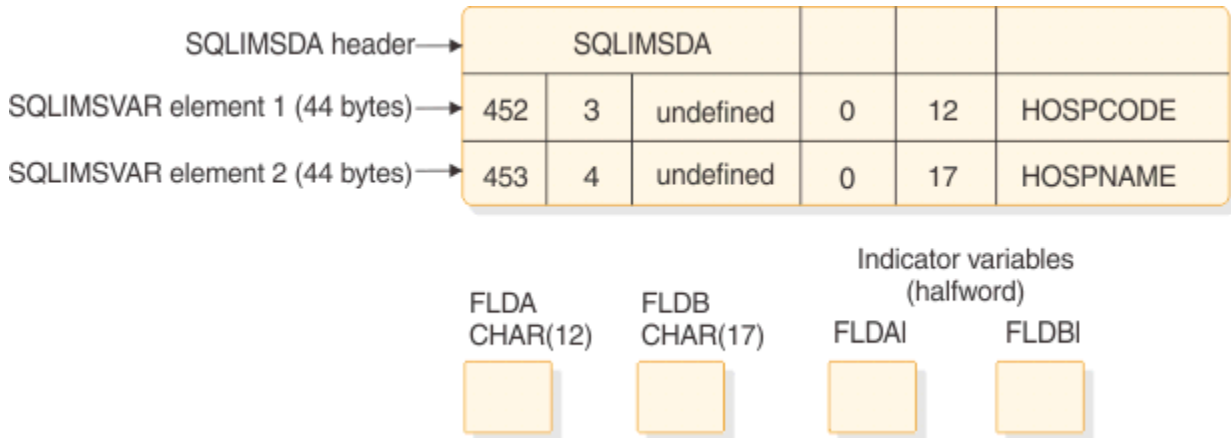 SQLIMSDA header SQLIMSDA
SQLIMSVAR element 1 (44 bytes) 452 3 undefined 0 12 HOSPCODE
SQLIMSVAR element 2 (44 bytes) 453 4 undefined 0 17 HOSPNAME
Indicator variables
(halfword)
FLDA FLDB
CHAR(12) CHAR(17) FLDAI FLDBI